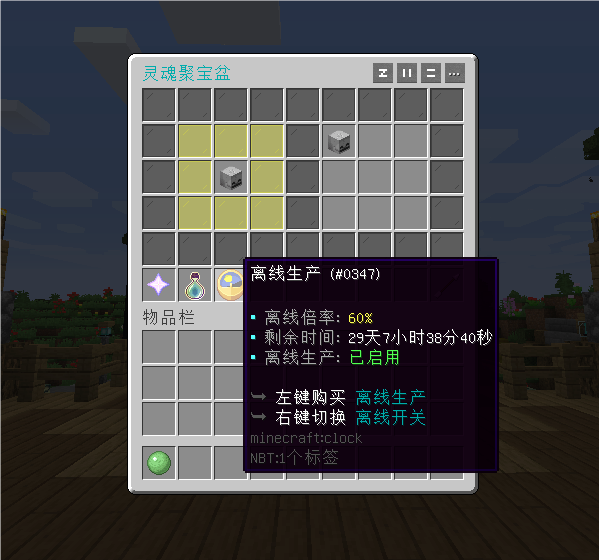 灵魂聚宝盆
离线生产 (#0347)
▪ 离线倍率: 60%
▪ 剩余时间: 29天7小时38分40秒
▪ 离线生产: 已启用
物品栏
左键购买 离线生产
右键切换 离线开关
minecraft:clock
NBT:1个标签